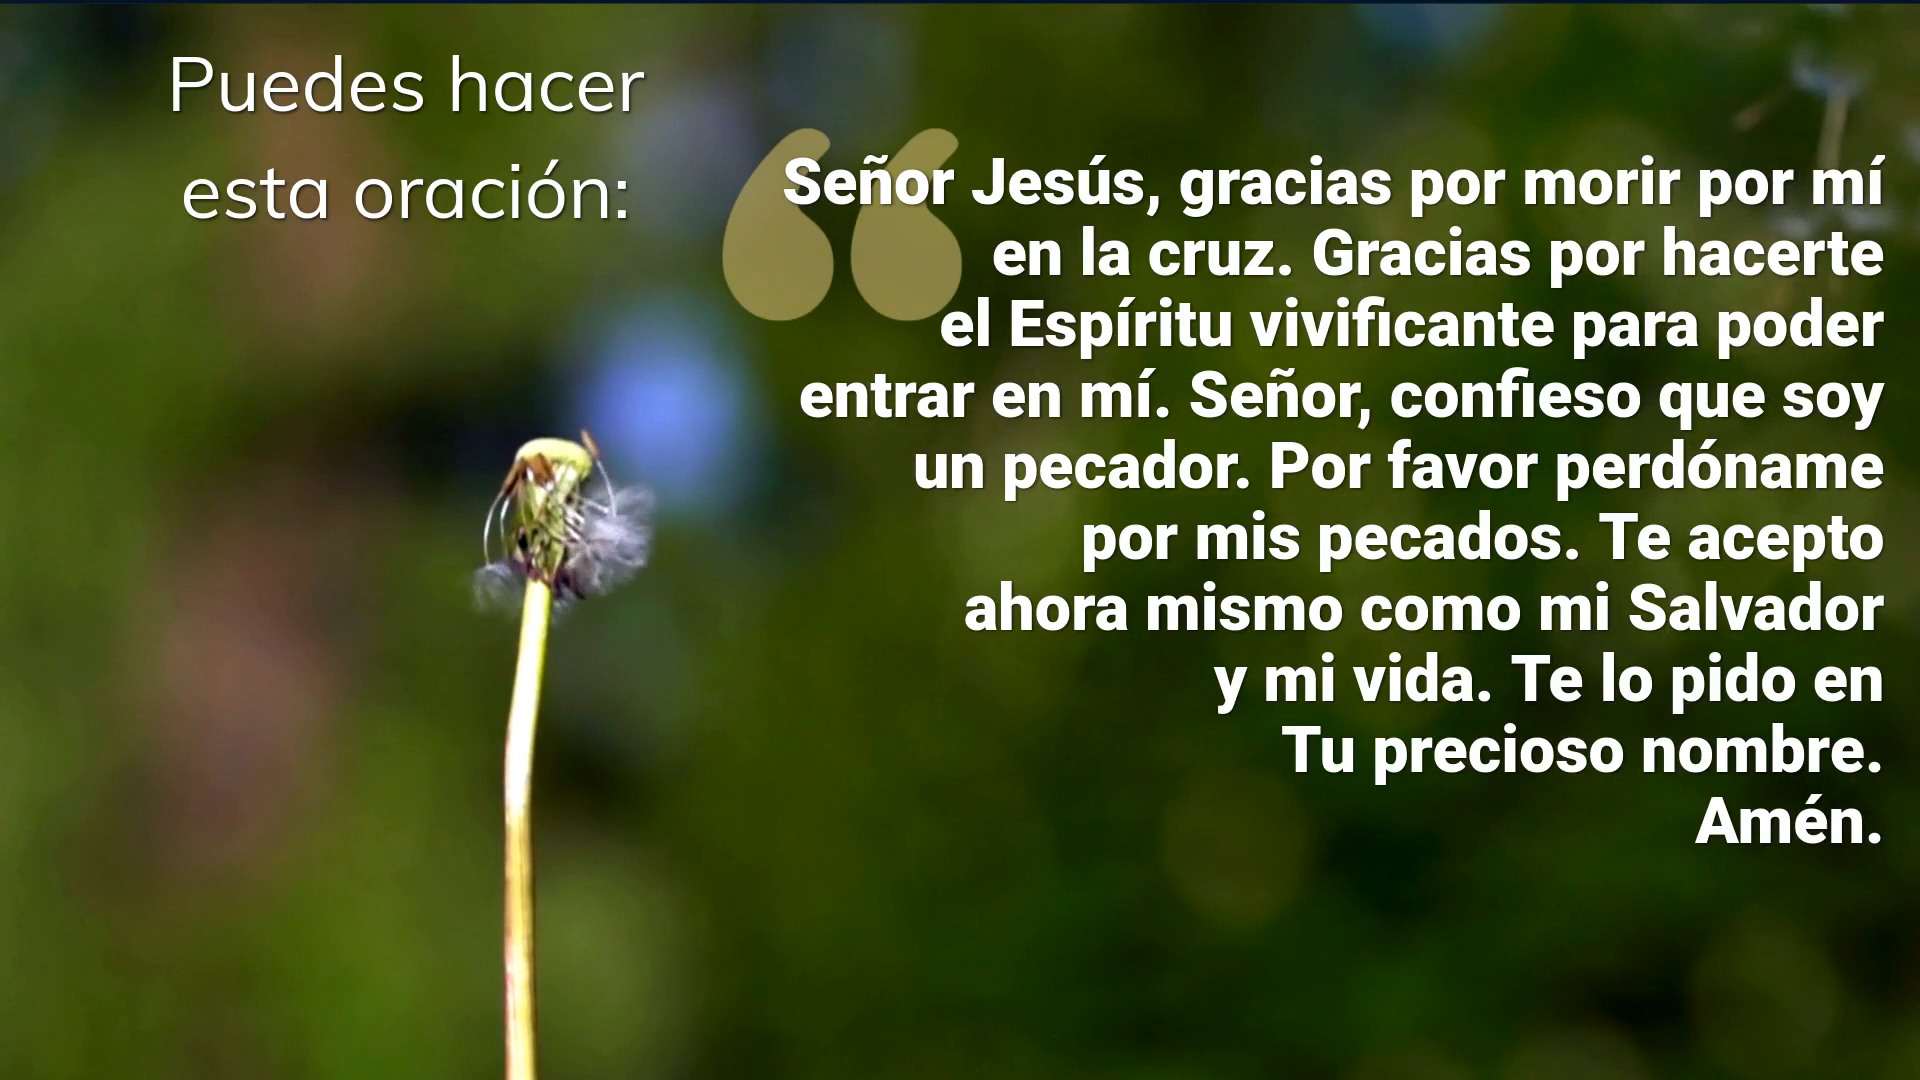 Puedes hacer
esta oración:
Señor Jesús, gracias por morir por mí
en la cruz. Gracias por hacerte
el Espíritu vivificante para poder
entrar en mí. Señor, confieso que soy
un pecador. Por favor perdóname
por mis pecados. Te acepto
ahora mismo como mi Salvador
y mi vida. Te lo pido en
Tu precioso nombre.
Amén.